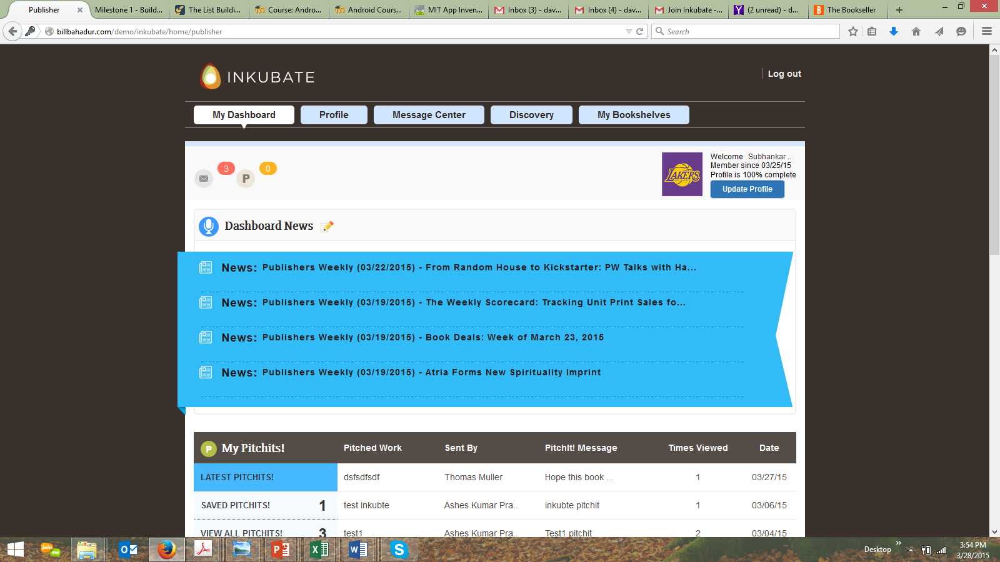 Publisher
Milestone 1 - Build...
The List Buildi...
Course: Andro...
Android Cours...
MIT App Inven...
Inbox (3) - dav...
Inbox (4) - dav...
Join Inkubate -...
(2 unread) - d...
The Bookseller
billbahadur.com/demo/inkubate/home/publisher
Search
INKUBATE
Log out
My Dashboard
Profile
Message Center
Discovery
My Bookshelves
3
P
0
LAKERS
Welcome Subhankar ..
Member since 03/25/15
Profile is 100% complete
Update Profile
Dashboard News
News: Publishers Weekly (03/22/2015) - From Random House to Kickstarter: PW Talks with Ha...
News: Publishers Weekly (03/19/2015) - The Weekly Scorecard: Tracking Unit Print Sales fo...
News: Publishers Weekly (03/19/2015) - Book Deals: Week of March 23, 2015
News: Publishers Weekly (03/19/2015) - Atria Forms New Spirituality Imprint
P My Pitchits! Pitched Work Sent By PitchIt! Message Times Viewed Date
LATEST PITCHITS! dsfsdfsdf Thomas Muller Hope this book ... 1 03/27/15
SAVED PITCHITS! 1 test inkubte Ashes Kumar Pra.. inkubte pitchit 1 03/06/15
VIEW ALL PITCHITS! 3 test1 Ashes Kumar Pra.. Test1 pitchit 2 03/04/15
join me
Desktop
3:54 PM
3/28/2015